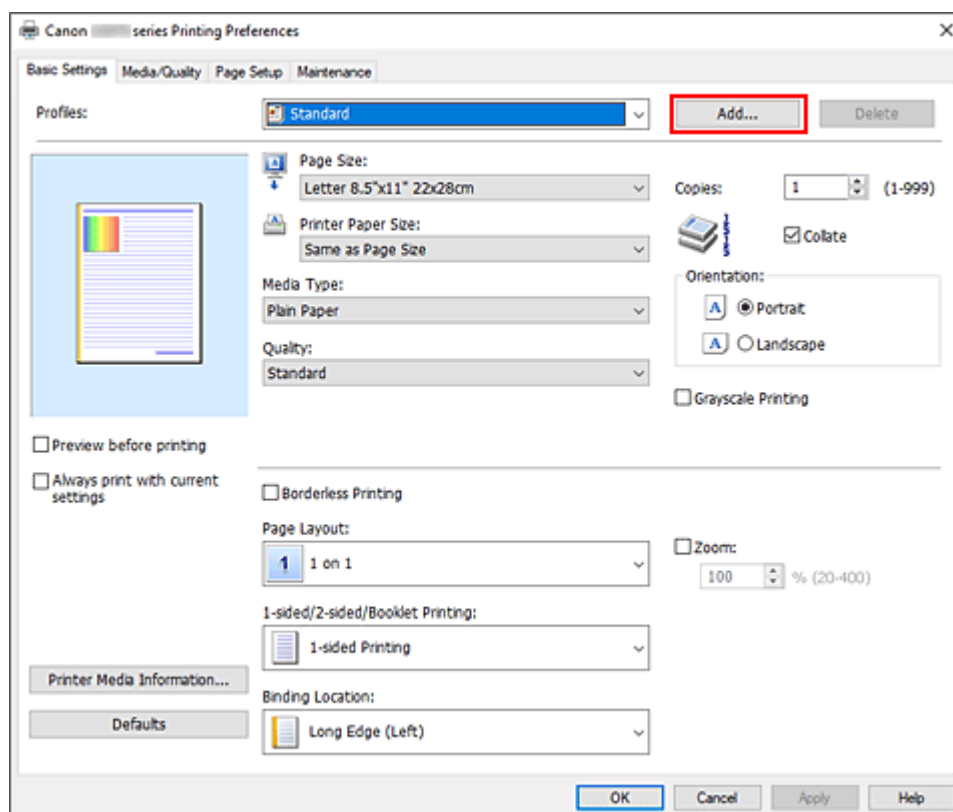 Canon series Printing Preferences
Basic Settings Media/Quality Page Setup Maintenance
Profiles: Standard Add... Delete
Page Size:
Letter 8.5"x11" 22x28cm
Copies: 1 (1-999)
Printer Paper Size:
Same as Page Size
Collate
Media Type:
Plain Paper
Orientation:
A Portrait
A Landscape
Quality:
Standard
Grayscale Printing
Preview before printing
Always print with current
settings
Borderless Printing
Page Layout:
1 1 on 1
Zoom:
100 % (20-400)
1-sided/2-sided/Booklet Printing:
1-sided Printing
Printer Media Information...
Defaults
Binding Location:
Long Edge (Left)
OK Cancel Apply Help